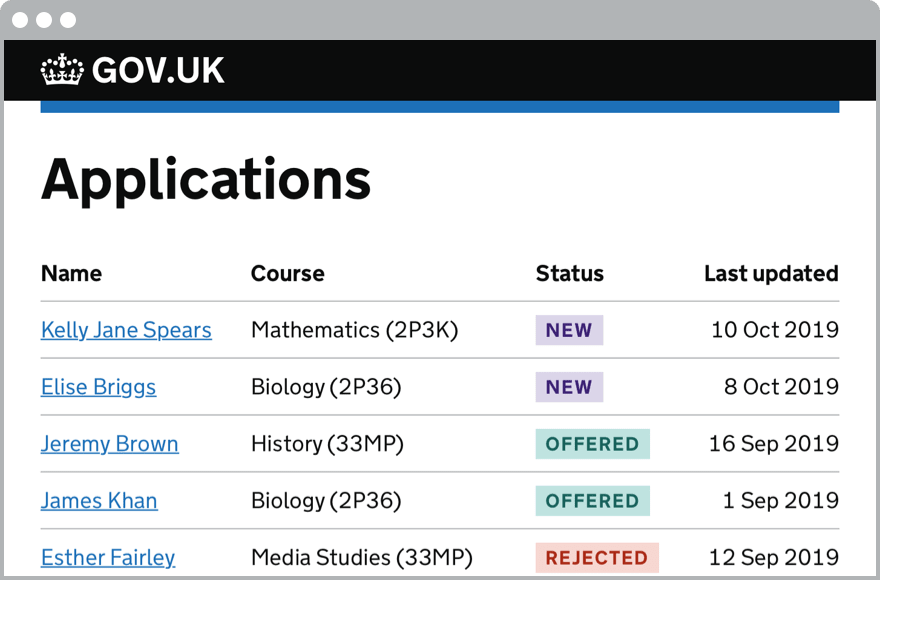 GOV.UK
Applications
Name Course Status Last updated
Kelly Jane Spears Mathematics (2P3K) NEW 10 Oct 2019
Elise Briggs Biology (2P36) NEW 8 Oct 2019
Jeremy Brown History (33MP) OFFERED 16 Sep 2019
James Khan Biology (2P36) OFFERED 1 Sep 2019
Esther Fairley Media Studies (33MP) REJECTED 12 Sep 2019